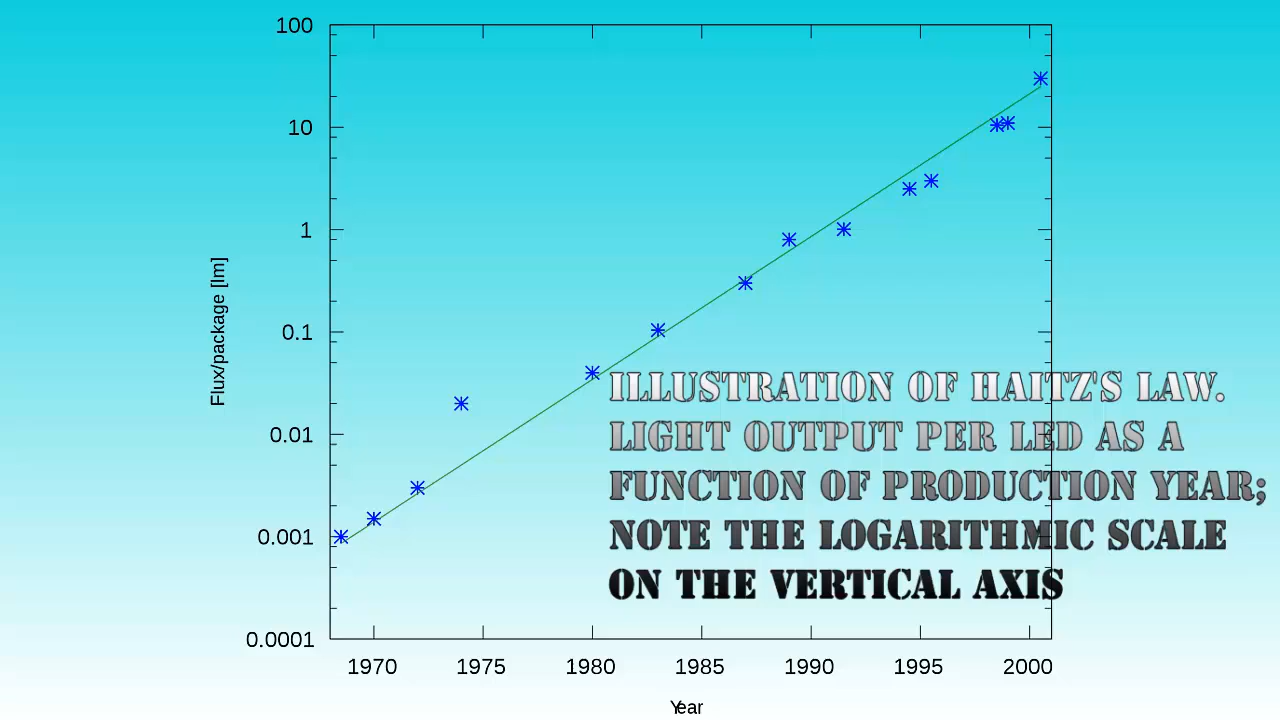 100
10
1
0.1
0.01
0.001
0.0001
Flux/package [lm]
1970 1975 1980 1985 1990 1995 2000
Year
ILLUSTRATION OF HAITZ'S LAW.
LIGHT OUTPUT PER LED AS A
FUNCTION OF PRODUCTION YEAR;
NOTE THE LOGARITHMIC SCALE
ON THE VERTICAL AXIS